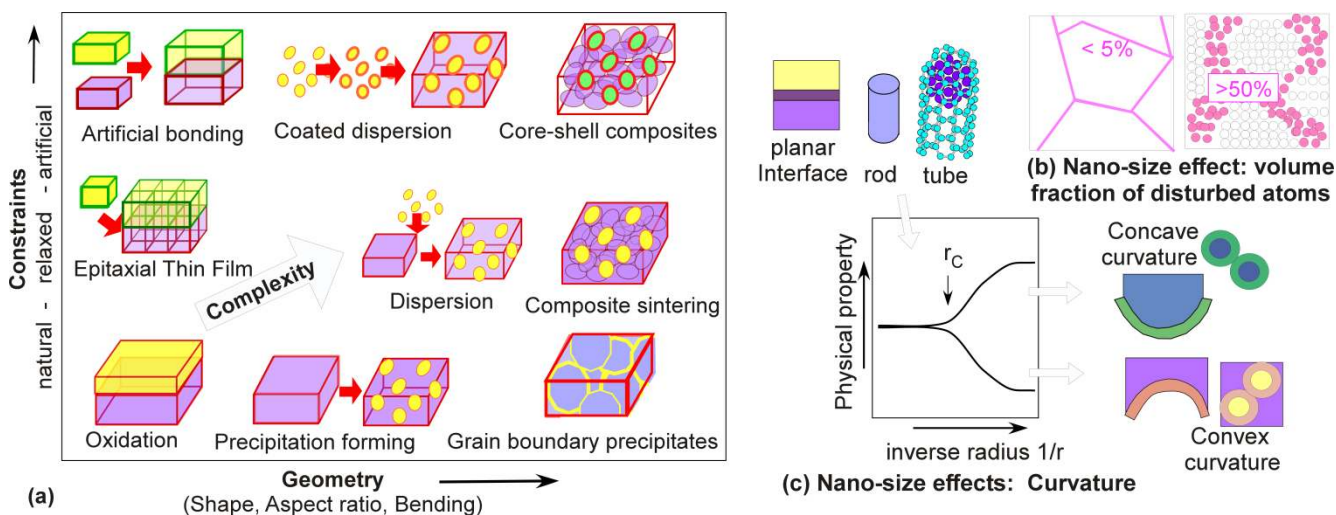 Constraints
natural - relaxed - artificial
Artificial bonding
Coated dispersion
Core-shell composites
Epitaxial Thin Film
Complexity
Dispersion
Composite sintering
Oxidation
Precipitation forming
Grain boundary precipitates
(a)
Geometry
(Shape, Aspect ratio, Bending)
planar
Interface
rod
tube
< 5%
>50%
(b) Nano-size effect: volume
fraction of disturbed atoms
Physical property
rC
inverse radius 1/r
Concave
curvature
Convex
curvature
(c) Nano-size effects: Curvature